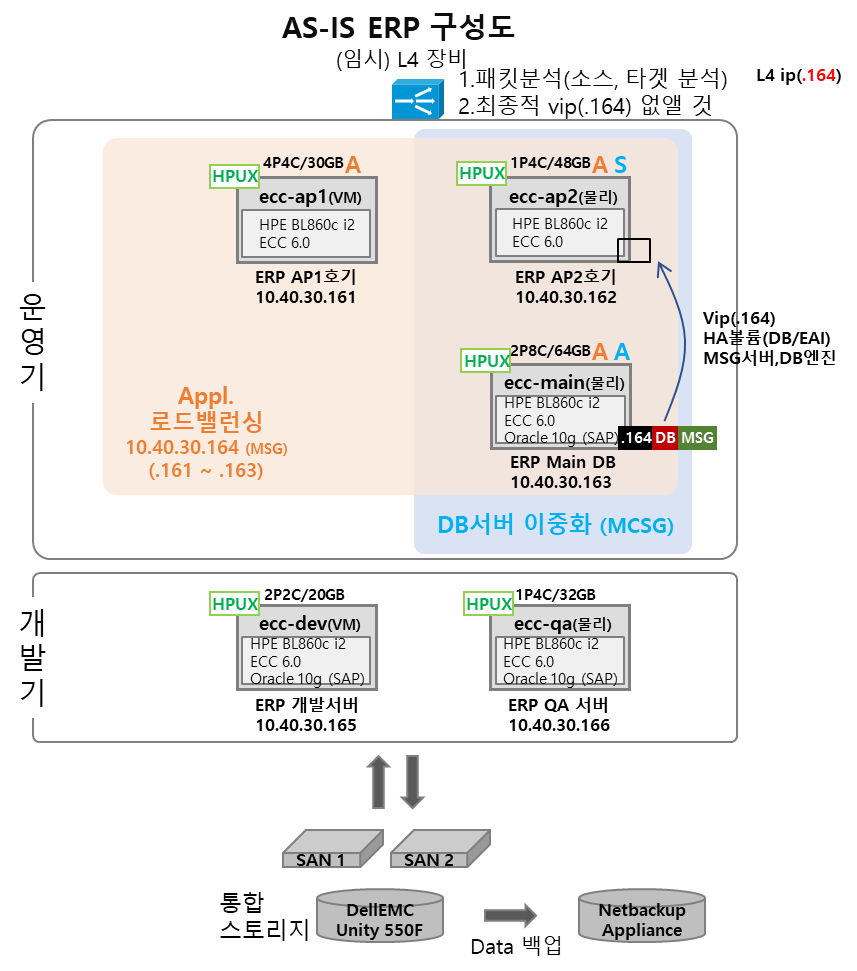 AS-IS ERP 구성도
(임시) L4 장비
1.패킷분석(소스, 타겟 분석)
2.최종적 vip(.164) 없앨 것
L4 ip(.164)
운영기
4P4C/30GB A
HPUX
ecc-ap1(VM)
HPE BL860c i2
ECC 6.0
ERP AP1호기
10.40.30.161
1P4C/48GB A S
HPUX
ecc-ap2(물리)
HPE BL860c i2
ECC 6.0
ERP AP2호기
10.40.30.162
Vip(.164)
HA볼륨(DB/EAI)
MSG서버,DB엔진
2P8C/64GB A A
HPUX
ecc-main(물리)
HPE BL860c i2
ECC 6.0
Oracle 10g (SAP)
.164 DB MSG
ERP Main DB
10.40.30.163
Appl.
로드밸런싱
10.40.30.164 (MSG)
(.161 ~ .163)
DB서버 이중화 (MCSG)
개발기
2P2C/20GB
HPUX
ecc-dev(VM)
HPE BL860c i2
ECC 6.0
Oracle 10g (SAP)
ERP 개발서버
10.40.30.165
1P4C/32GB
HPUX
ecc-qa(물리)
HPE BL860c i2
ECC 6.0
Oracle 10g (SAP)
ERP QA 서버
10.40.30.166
SAN 1
SAN 2
통합
스토리지
DellEMC
Unity 550F
Data 백업
Netbackup
Appliance